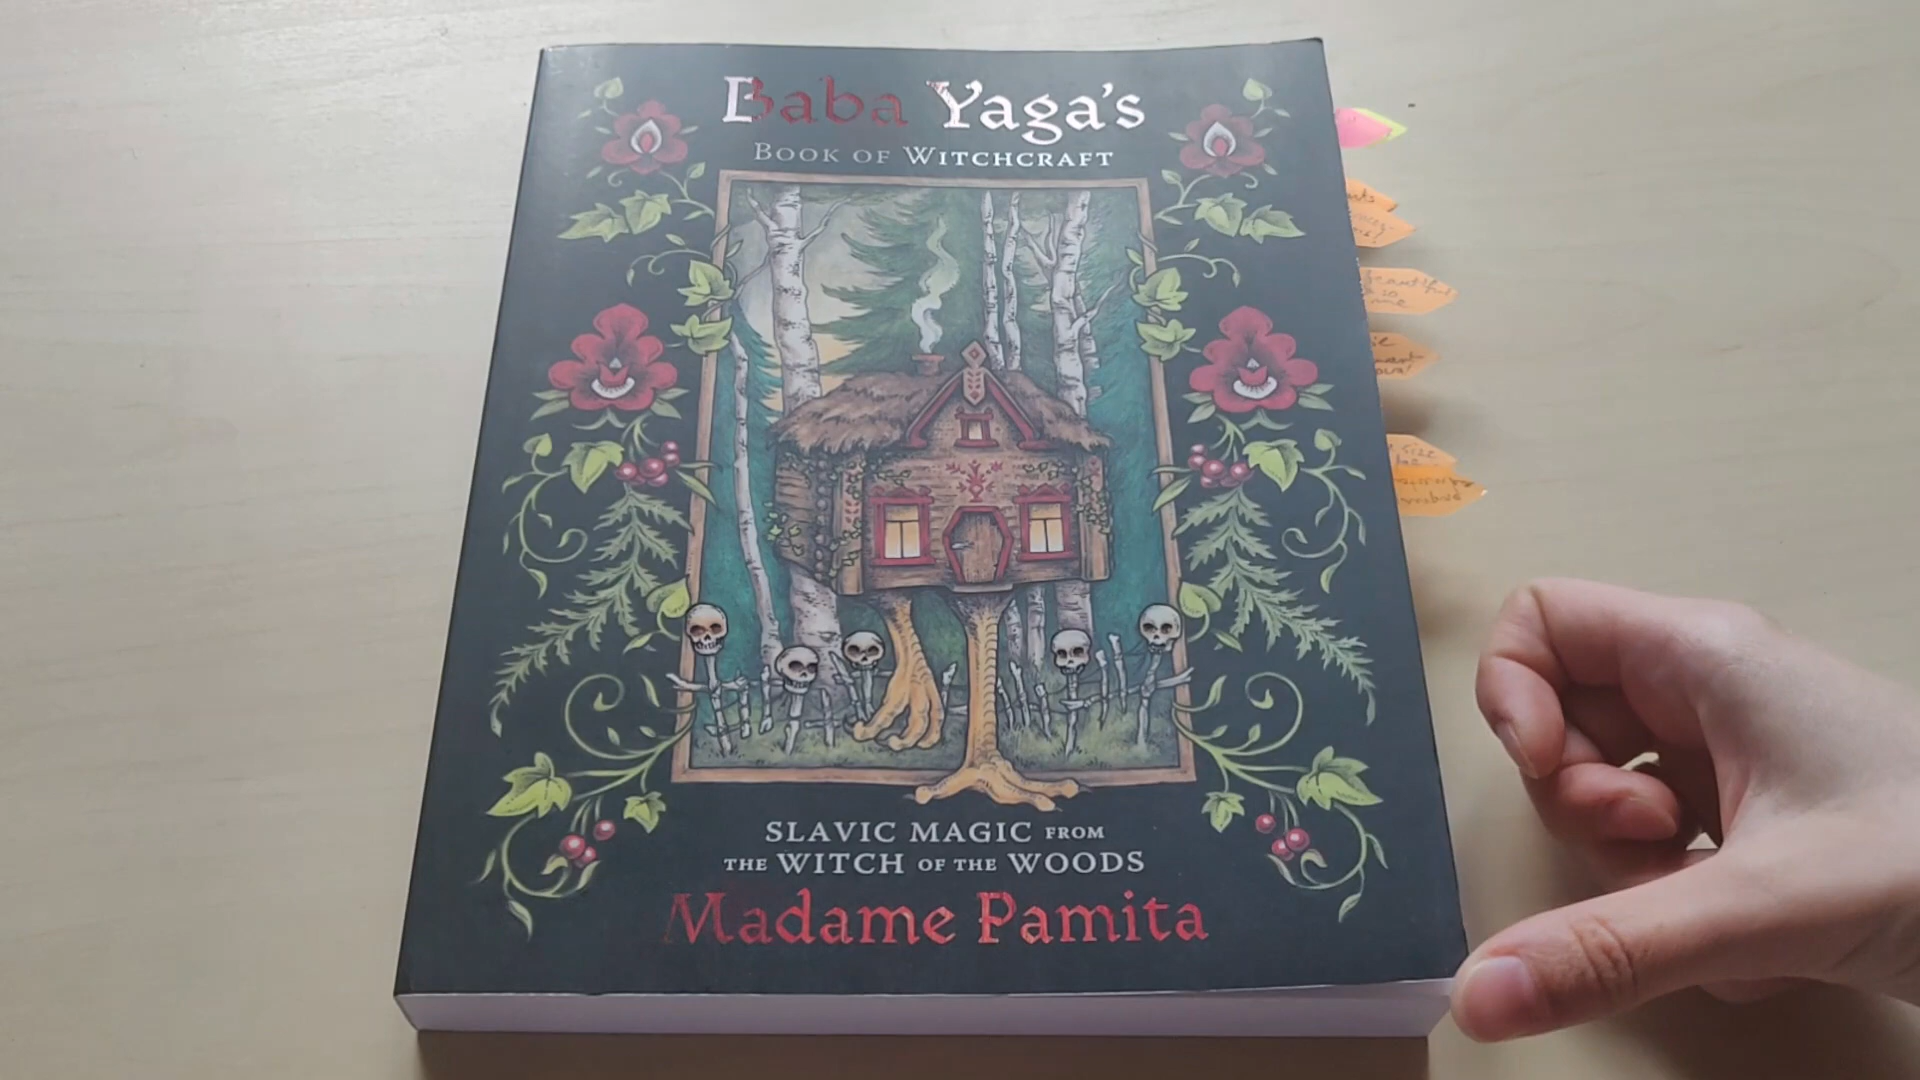 Baba Yaga's
BOOK OF WITCHCRAFT
SLAVIC MAGIC FROM
THE WITCH OF THE WOODS
Madame Pamita